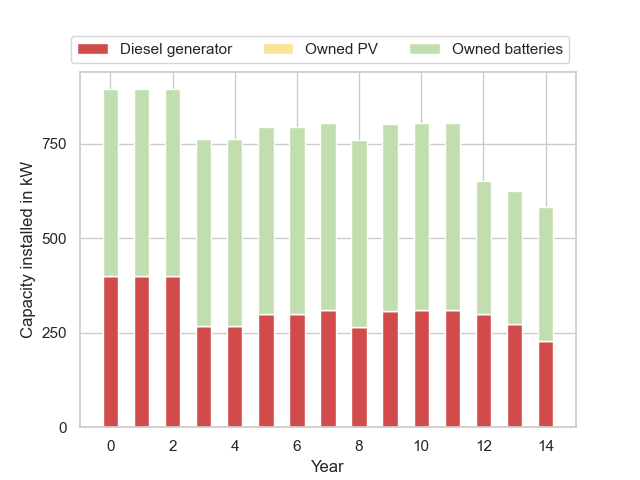 Diesel generator Owned PV Owned batteries
750
500
250
0
Capacity installed in kW
0 2 4 6 8 10 12 14
Year